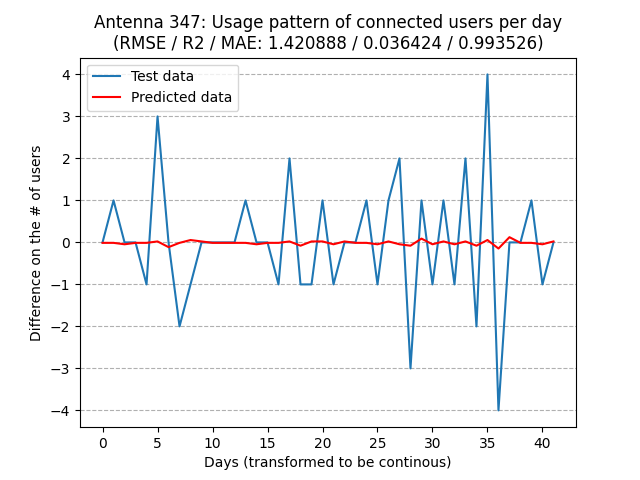 Antenna 347: Usage pattern of connected users per day
(RMSE / R2 / MAE: 1.420888 / 0.036424 / 0.993526)
Test data
Predicted data
Difference on the # of users
4
3
2
1
0
−1
−2
−3
−4
0 5 10 15 20 25 30 35 40
Days (transformed to be continous)